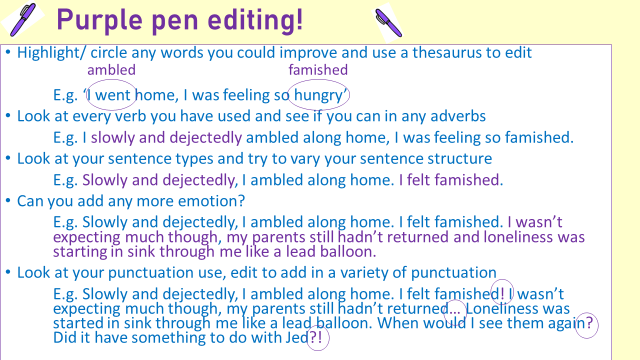 Purple pen editing!
• Highlight/ circle any words you could improve and use a thesaurus to edit
ambled famished
E.g. ‘I went home, I was feeling so hungry’
• Look at every verb you have used and see if you can in any adverbs
E.g. I slowly and dejectedly ambled along home, I was feeling so famished.
• Look at your sentence types and try to vary your sentence structure
E.g. Slowly and dejectedly, I ambled along home. I felt famished.
• Can you add any more emotion?
E.g. Slowly and dejectedly, I ambled along home. I felt famished. I wasn’t
expecting much though, my parents still hadn’t returned and loneliness was
starting in sink through me like a lead balloon.
• Look at your punctuation use, edit to add in a variety of punctuation
E.g. Slowly and dejectedly, I ambled along home. I felt famished! I wasn’t
expecting much though, my parents still hadn’t returned… Loneliness was
started in sink through me like a lead balloon. When would I see them again?
Did it have something to do with Jed?!